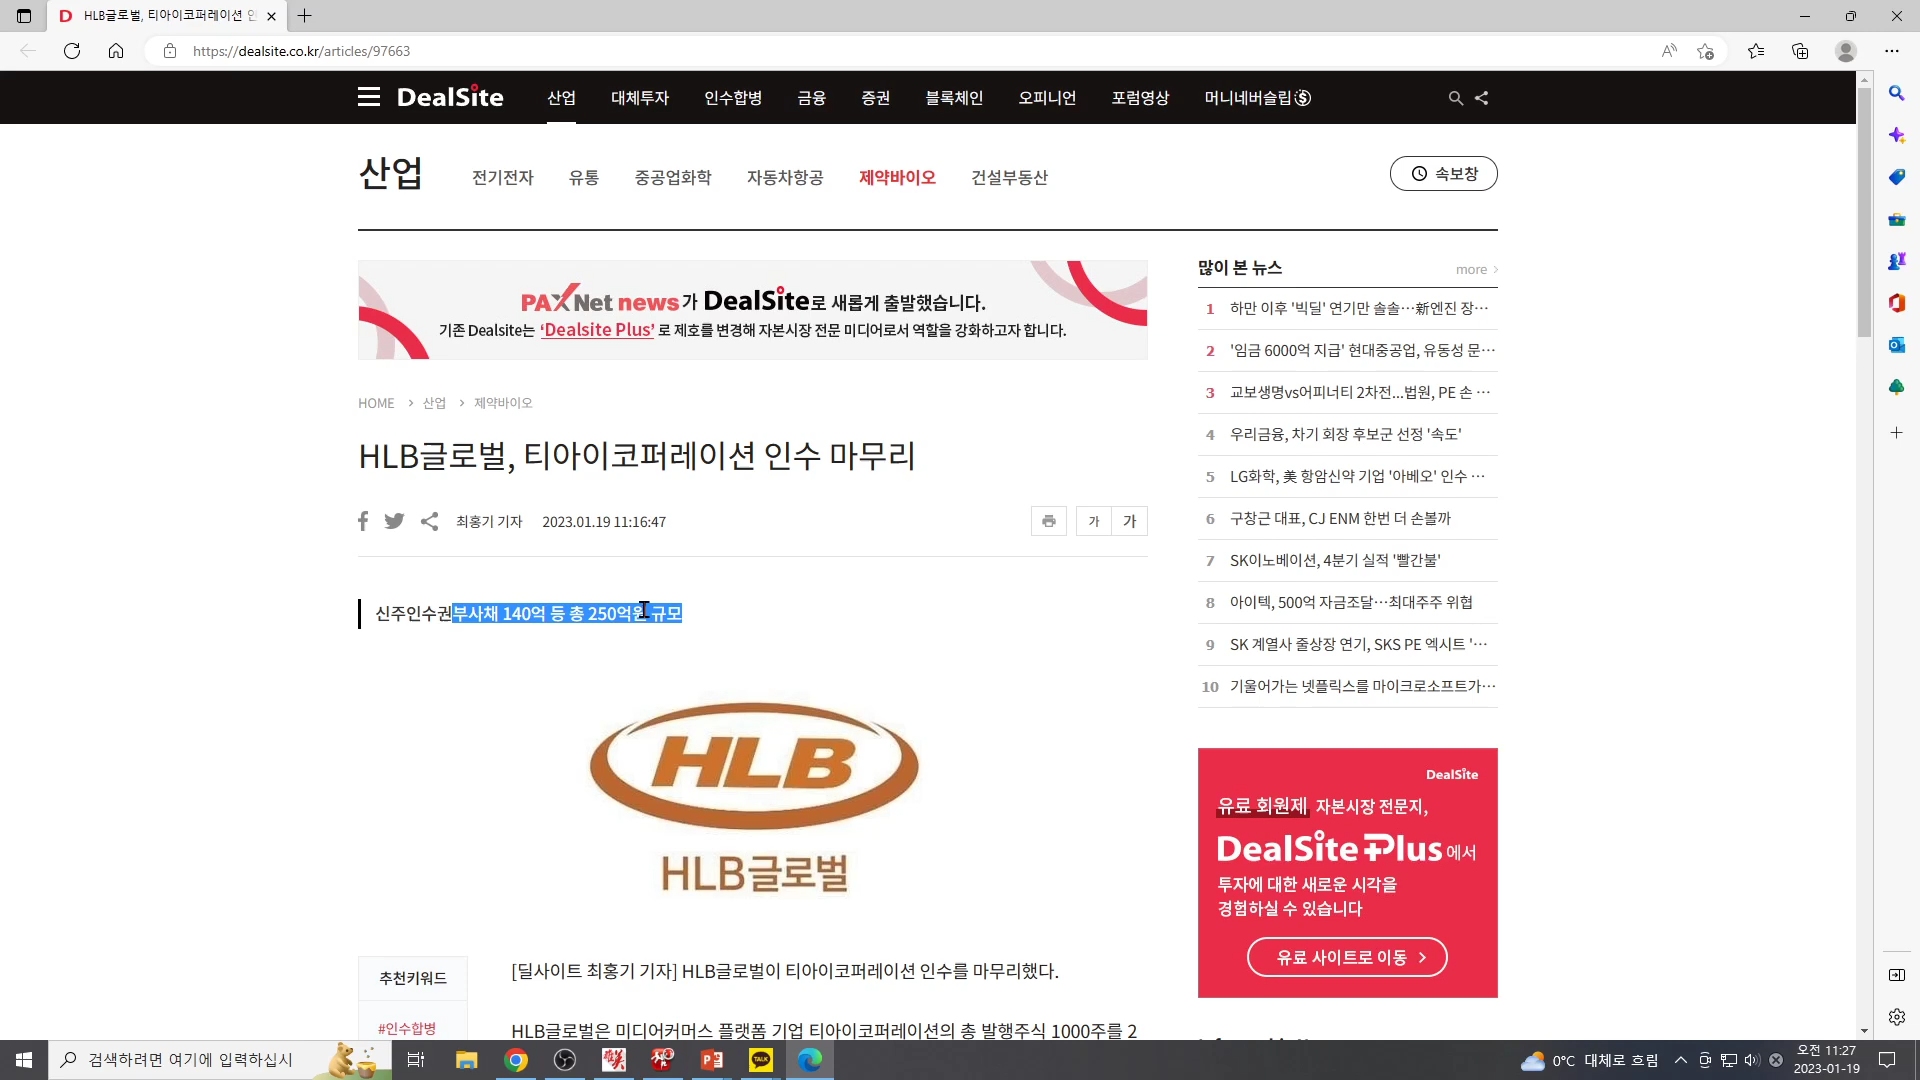 HLB글로벌, 티아이코퍼레이션 인
https://dealsite.co.kr/articles/97663
DealSite
산업 대체투자 인수합병 금융 증권 블록체인 오피니언 포럼영상 머니네버슬립
산업
전기전자 유통 중공업화학 자동차항공 제약바이오 건설부동산
속보창
PAXNet news가 DealSite로 새롭게 출발했습니다.
기존 Dealsite는 ‘Dealsite Plus’ 로 제호를 변경해 자본시장 전문 미디어로서 역할을 강화하고자 합니다.
HOME > 산업 > 제약바이오
HLB글로벌, 티아이코퍼레이션 인수 마무리
최홍기 기자 2023.01.19 11:16:47
가 가
신주인수권부사채 140억 등 총 250억원 규모
HLB
HLB글로벌
추천키워드
#인수합병
[딜사이트 최홍기 기자] HLB글로벌이 티아이코퍼레이션 인수를 마무리했다.
HLB글로벌은 미디어커머스 플랫폼 기업 티아이코퍼레이션의 총 발행주식 1000주를 2
많이 본 뉴스
more >
1 하만 이후 '빅딜' 연기만 솔솔…新엔진 장…
2 '임금 6000억 지급' 현대중공업, 유동성 문…
3 교보생명vs어피너티 2차전...법원, PE 손 …
4 우리금융, 차기 회장 후보군 선정 '속도'
5 LG화학, 美 항암신약 기업 '아베오' 인수 …
6 구창근 대표, CJ ENM 한번 더 손볼까
7 SK이노베이션, 4분기 실적 '빨간불'
8 아이텍, 500억 자금조달…최대주주 위협
9 SK 계열사 줄상장 연기, SKS PE 엑시트 '…
10 기울어가는 넷플릭스를 마이크로소프트가…
DealSite
유료 회원제 자본시장 전문지,
DealSite Plus에서
투자에 대한 새로운 시각을
경험하실 수 있습니다
유료 사이트로 이동 >
검색하려면 여기에 입력하십시
TALK
0°C 대체로 흐림
오전 11:27
2023-01-19